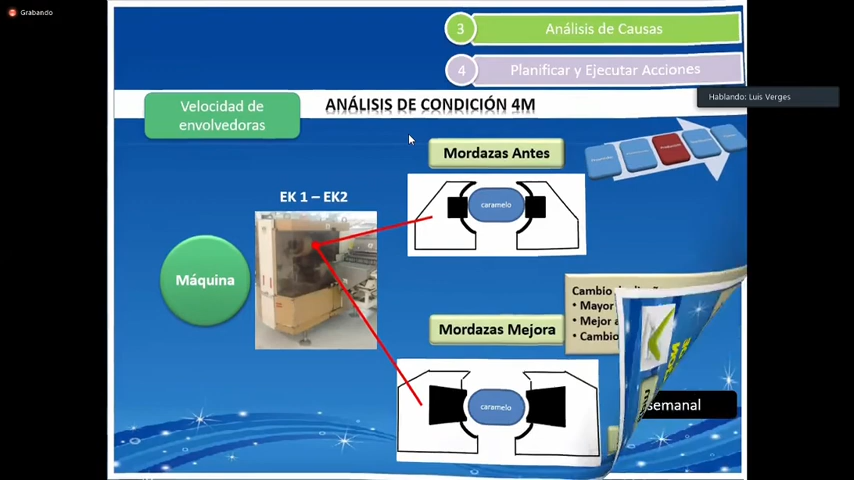 Grabando
3
Análisis de Causas
4
Planificar y Ejecutar Acciones
Hablando: Luis Verges
Velocidad de
envolvedoras
ANÁLISIS DE CONDICIÓN 4M
Mordazas Antes
EK 1 – EK2
caramelo
Máquina
Cambio
• Mayor
• Mejor
• Cambio
Mordazas Mejora
caramelo
semanal